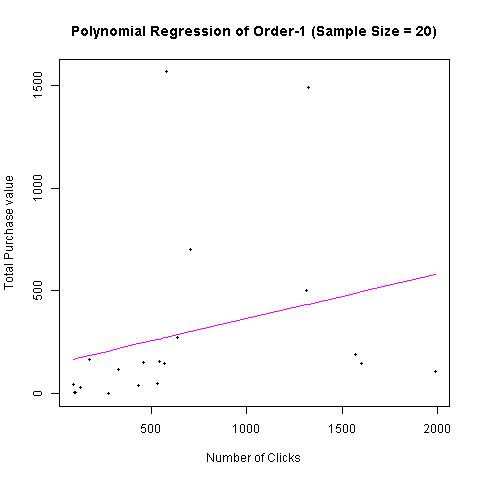 Polynomial Regression of Order-1 (Sample Size = 20)
1500
1000
500
0
Total Purchase value
500
1000
1500
2000
Number of Clicks